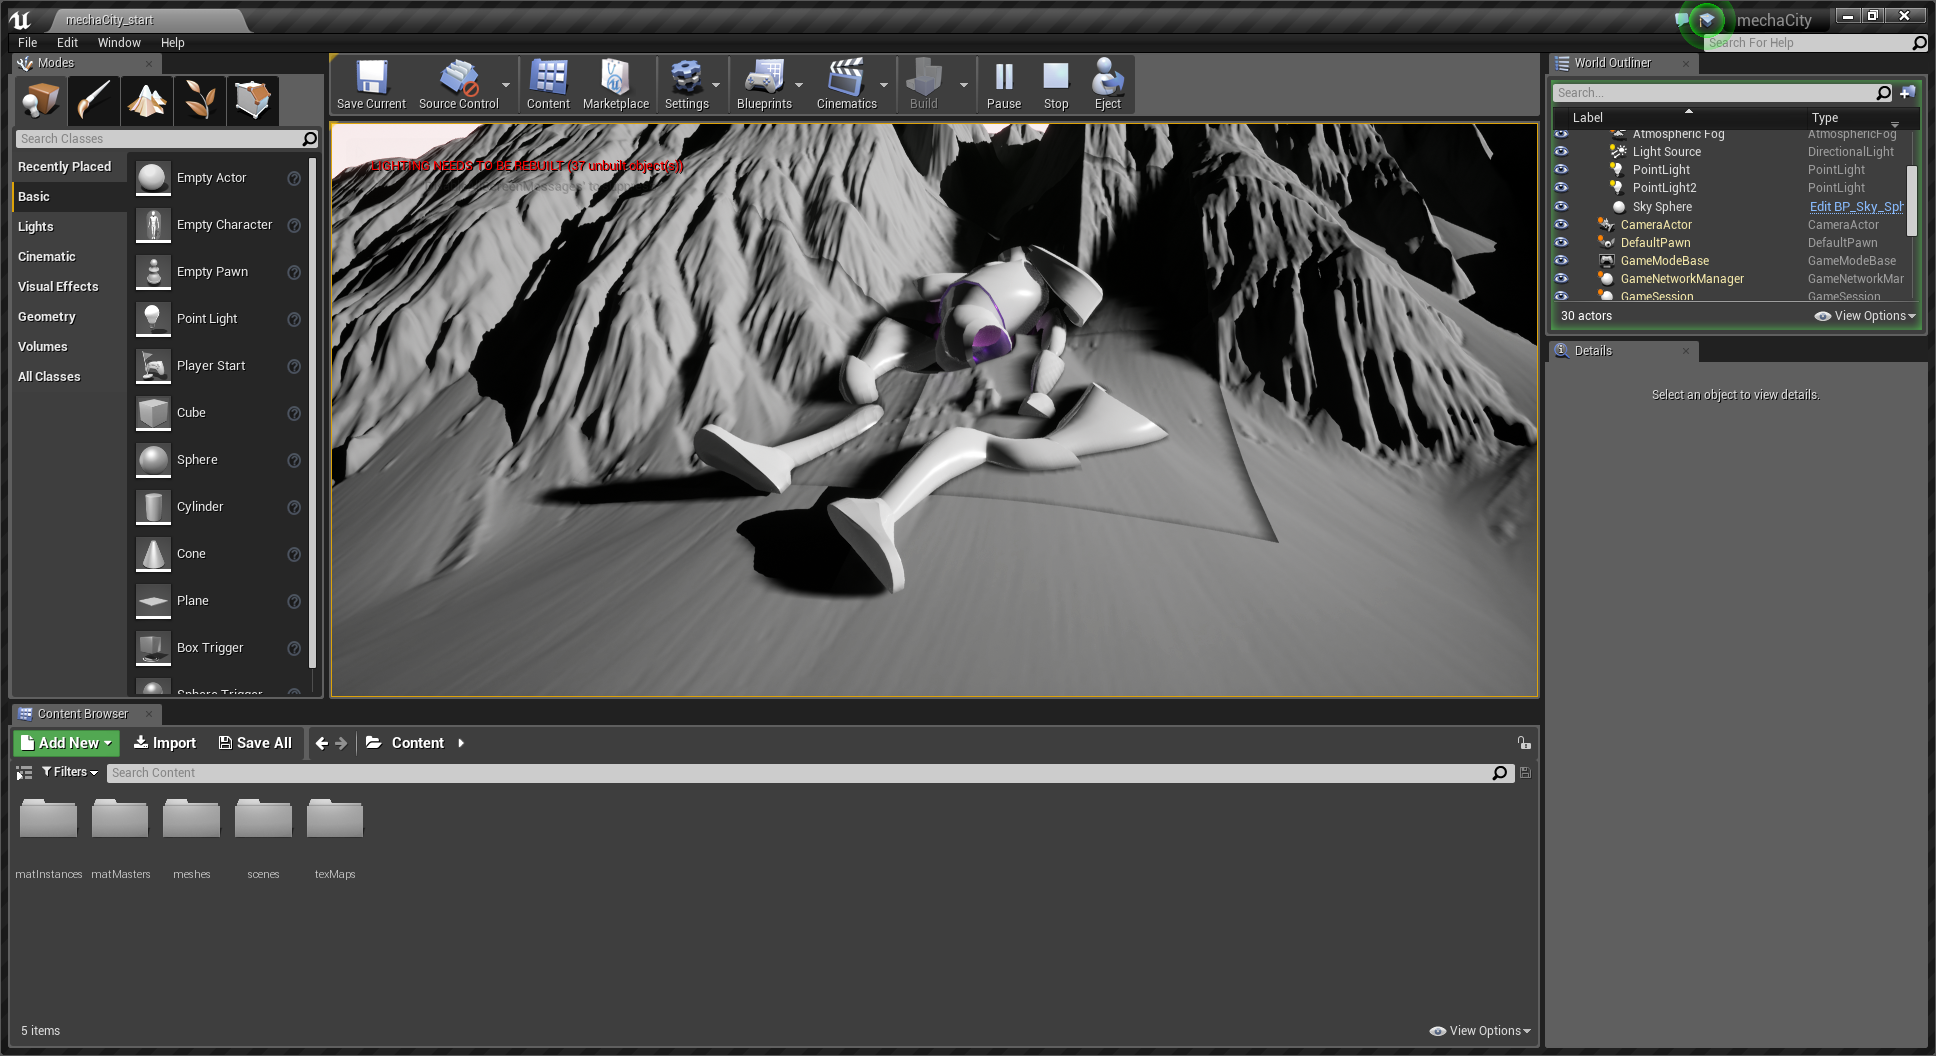 mechaCity_start
mechaCity
File Edit Window Help
Search For Help
Modes
Search Classes
Recently Placed
Basic
Lights
Cinematic
Visual Effects
Geometry
Volumes
All Classes
Empty Actor
Empty Character
Empty Pawn
Point Light
Player Start
Cube
Sphere
Cylinder
Cone
Plane
Box Trigger
Sphere Trigger
Save Current Source Control Content Marketplace Settings Blueprints Cinematics Build Pause Stop Eject
LIGHTING NEEDS TO BE REBUILT (37 unbuilt object(s))
World Outliner
Search...
Label Type
Atmospheric Fog AtmosphericFog
Light Source DirectionalLight
PointLight PointLight
PointLight2 PointLight
Sky Sphere Edit BP_Sky_Sph
CameraActor CameraActor
DefaultPawn DefaultPawn
GameModeBase GameModeBase
GameNetworkManager GameNetworkMar
GameSession GameSession
30 actors View Options
Details
Select an object to view details.
Content Browser
Add New Import Save All Content
Filters Search Content
matInstances matMasters meshes scenes texMaps
5 items View Options